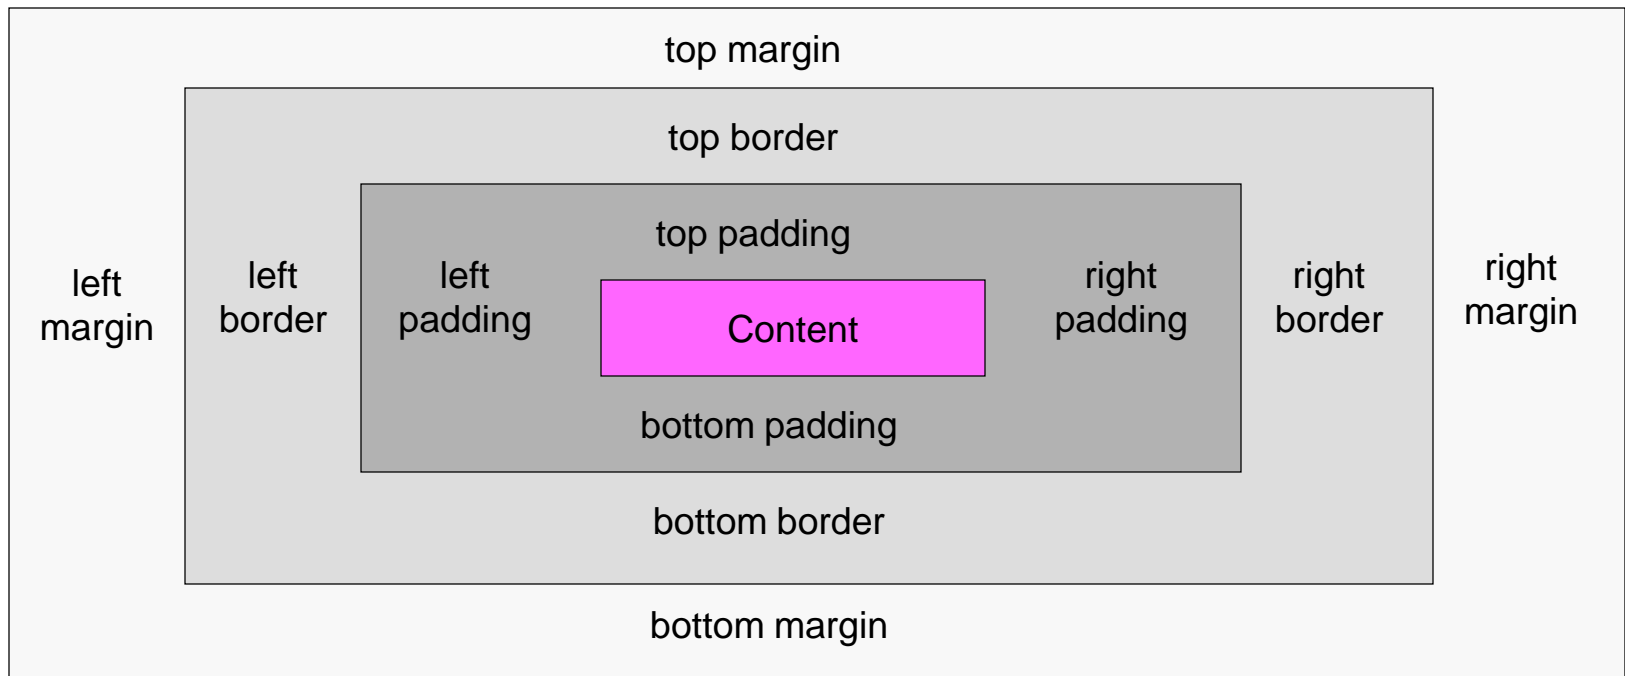 top margin
top border
top padding
left
margin
left
border
left
padding
Content
right
padding
right
border
right
margin
bottom padding
bottom border
bottom margin